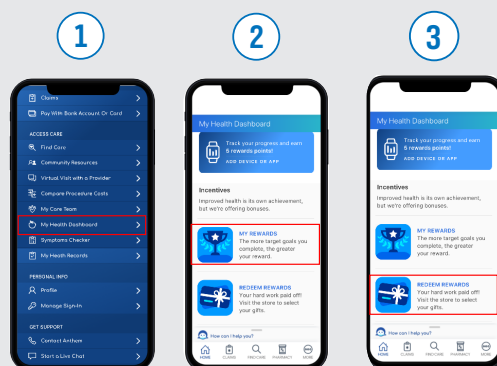 1
Claims
Pay With Bank Account Or Card
ACCESS CARE
Find Care
Community Resources
Virtual Visit with a Provider
Compare Procedure Costs
My Care Team
My Health Dashboard
Symptoms Checker
My Heath Records
PERSONAL INFO
Profile
Manage Sign-In
GET SUPPORT
Contact Anthem
Start a Live Chat
2
My Health Dashboard
Track your progress and earn
5 rewards points!
ADD DEVICE OR APP
Incentives
Improved health is its own achievement,
but we're offering bonuses.
MY REWARDS
The more target goals you
complete, the greater
your reward.
REDEEM REWARDS
Your hard work paid off!
Visit the store to select
your gifts.
How can I help you?
HOME CLAIMS FIND CARE PHARMACY MORE
3
My Health Dashboard
Track your progress and earn
5 rewards points!
ADD DEVICE OR APP
Incentives
Improved health is its own achievement,
but we're offering bonuses.
MY REWARDS
The more target goals you
complete, the greater
your reward.
REDEEM REWARDS
Your hard work paid off!
Visit the store to select
your gifts.
How can I help you?
HOME CLAIMS FIND CARE PHARMACY MORE